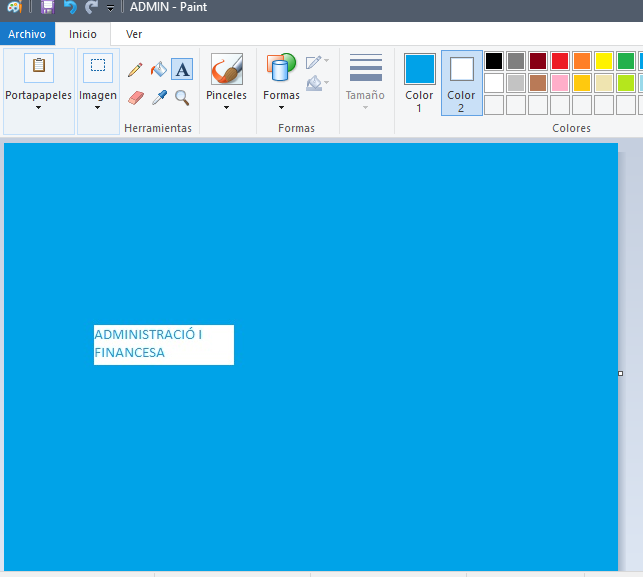 ADMIN - Paint
Archivo
Inicio
Ver
Portapapeles
Imagen
A
Herramientas
Pinceles
Formas
Formas
Tamaño
Color
1
Color
2
Colores
ADMINISTRACIÓ I
FINANCESA